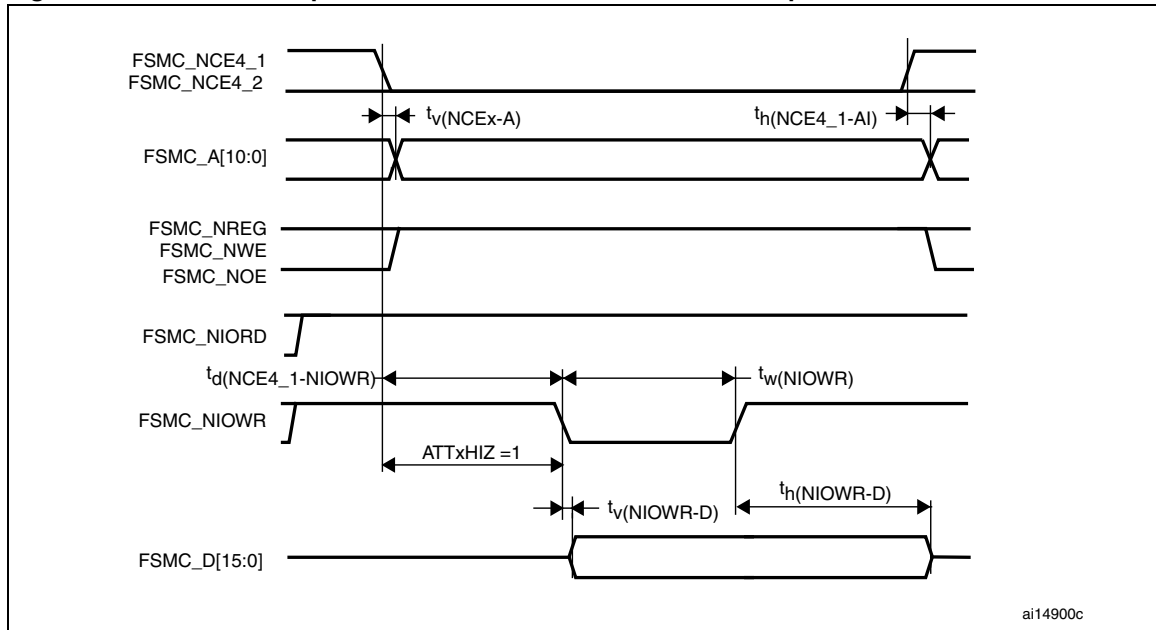 FSMC_NCE4_1
FSMC_NCE4_2
tv(NCEx-A)
th(NCE4_1-AI)
FSMC_A[10:0]
FSMC_NREG
FSMC_NWE
FSMC_NOE
FSMC_NIORD
td(NCE4_1-NIOWR)
tw(NIOWR)
FSMC_NIOWR
ATTxHIZ =1
th(NIOWR-D)
tv(NIOWR-D)
FSMC_D[15:0]
ai14900c